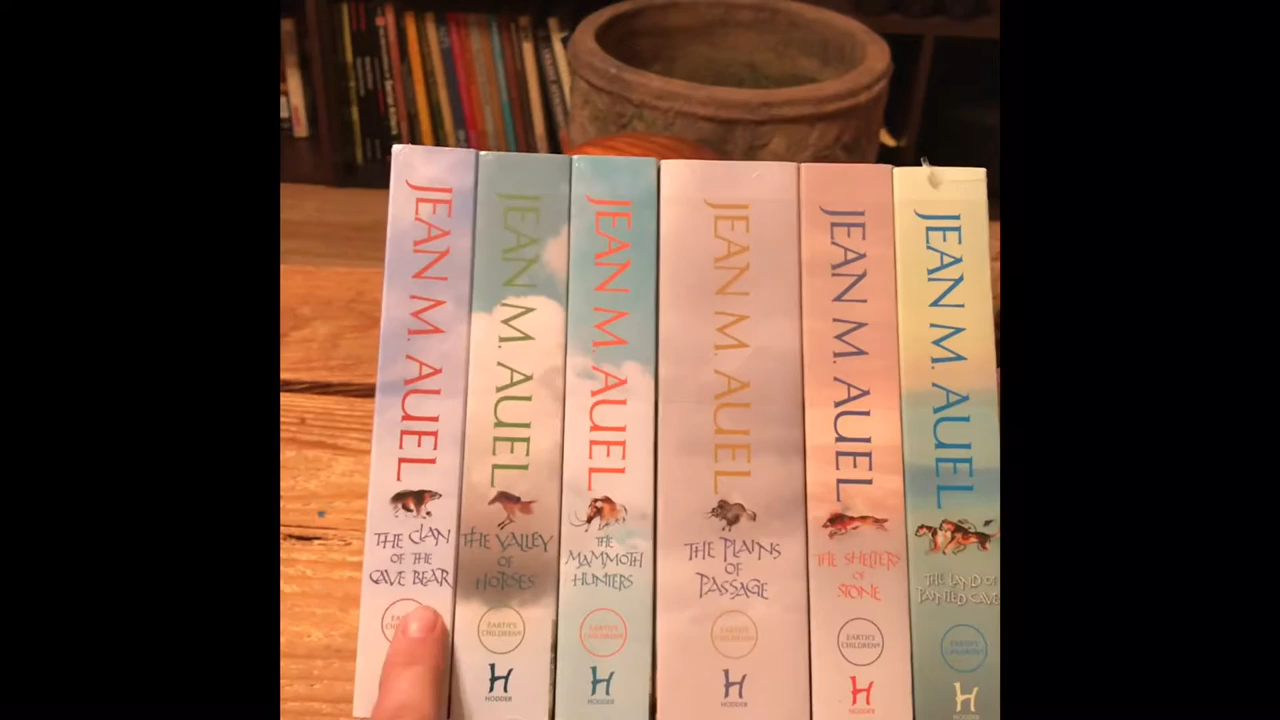 JEAN M. AUEL
THE CLAN
OF THE
CAVE BEAR
JEAN M. AUEL
THE VALLEY
OF
HORSES
EARTH'S
CHILDREN®
H
HODDER
JEAN M. AUEL
THE
MAMMOTH
HUNTERS
EARTH'S
CHILDREN®
H
HODDER
JEAN M. AUEL
THE PLAINS
OF
PASSAGE
EARTH'S
CHILDREN®
H
HODDER
JEAN M. AUEL
THE SHELTERS
OF
STONE
EARTH'S
CHILDREN®
H
HODDER
JEAN M. AUEL
THE LAND OF
PAINTED CAVE
EARTH'S
CHILDREN®
H
HODDER